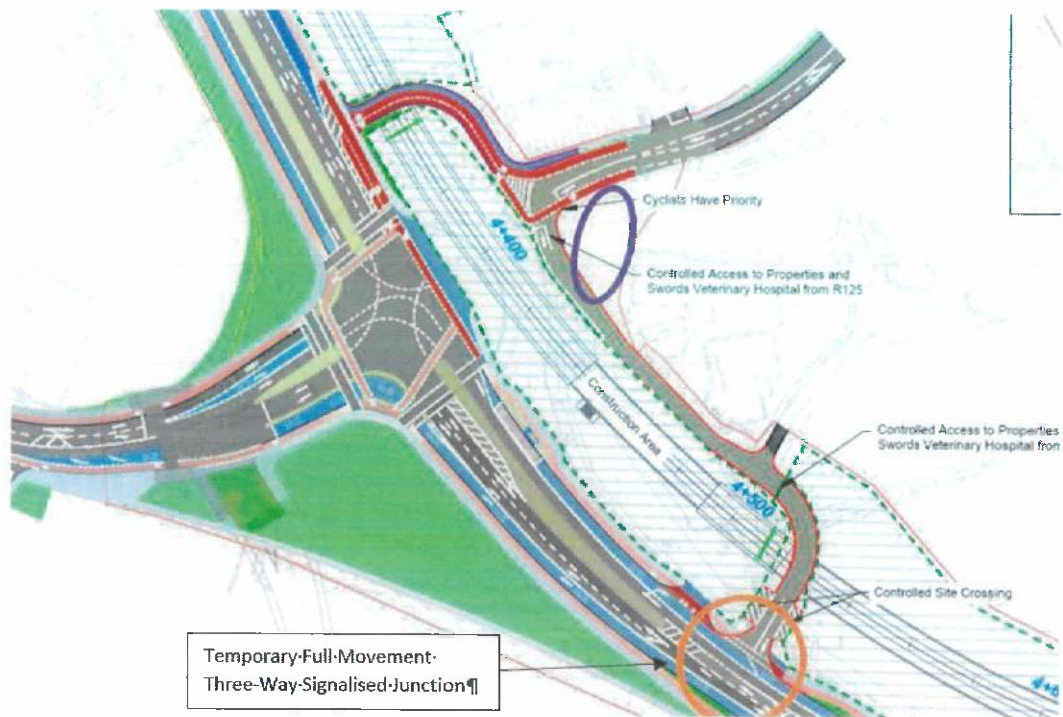 Cyclists Have Priority
4+400
Controlled Access to Properties and
Swords Veterinary Hospital from R125
Construction Area
Controlled Access to Properties
Swords Veterinary Hospital from
4+500
Controlled Site Crossing
Temporary·Full·Movement·
Three-Way·Signalised·Junction¶